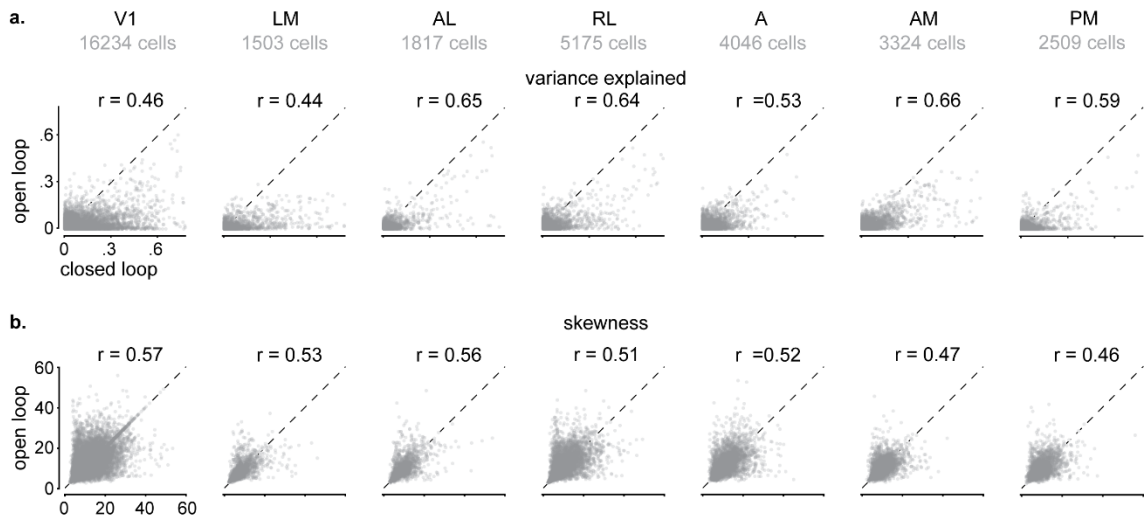 a. V1 LM AL RL A AM PM
16234 cells 1503 cells 1817 cells 5175 cells 4046 cells 3324 cells 2509 cells
variance explained
r = 0.46 r = 0.44 r = 0.65 r = 0.64 r =0.53 r = 0.66 r = 0.59
open loop
.6
.3
0
0 .3 .6
closed loop
b. skewness
r = 0.57 r = 0.53 r = 0.56 r = 0.51 r =0.52 r = 0.47 r = 0.46
open loop
60
40
20
0
0 20 40 60